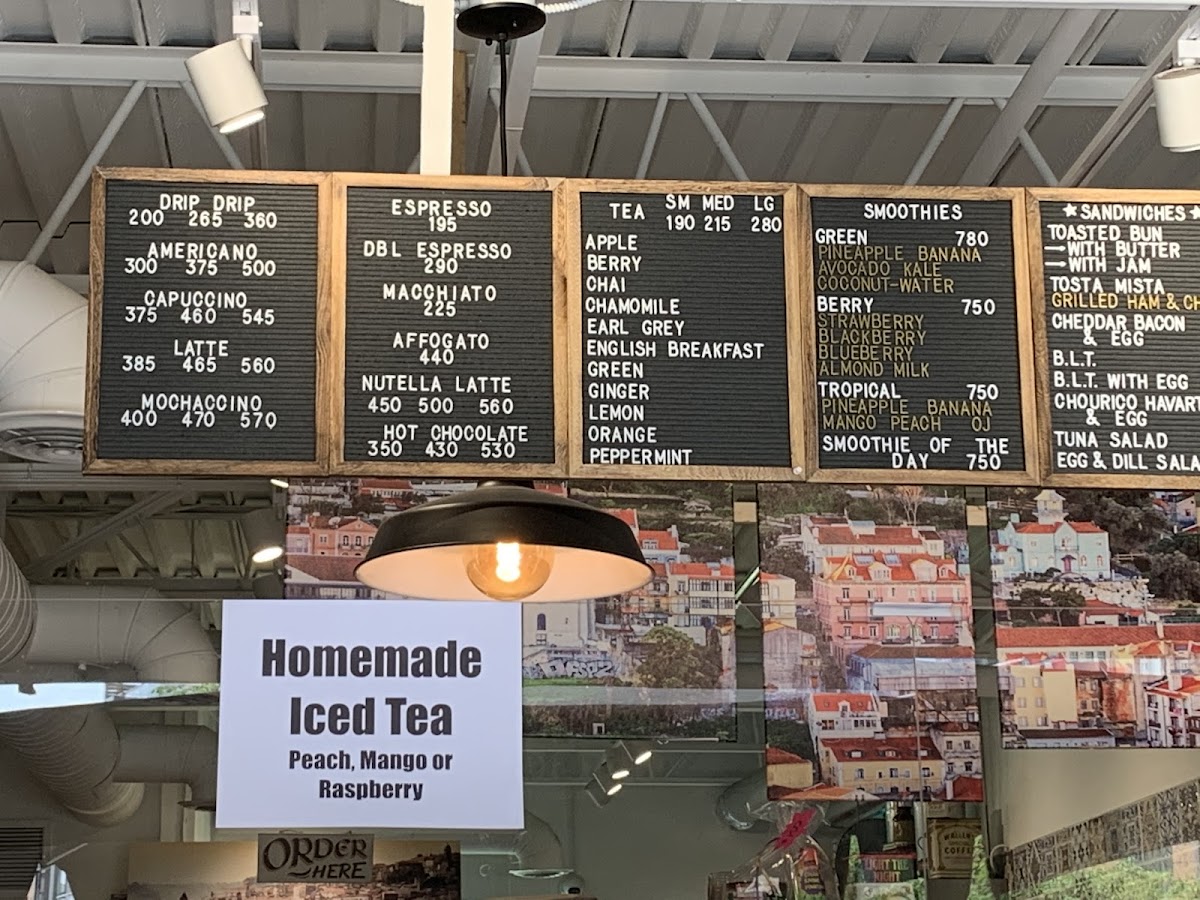 DRIP DRIP
200 265 360
AMERICANO
300 375 500
CAPUCCINO
375 460 545
LATTE
385 465 560
MOCHACCINO
400 470 570
ESPRESSO
195
DBL ESPRESSO
290
MACCHIATO
225
AFFOGATO
440
NUTELLA LATTE
450 500 560
HOT CHOCOLATE
350 430 530
TEA SM MED LG
190 215 280
APPLE
BERRY
CHAI
CHAMOMILE
EARL GREY
ENGLISH BREAKFAST
GREEN
GINGER
LEMON
ORANGE
PEPPERMINT
SMOOTHIES
GREEN 780
PINEAPPLE BANANA
AVOCADO KALE
COCONUT-WATER
BERRY 750
STRAWBERRY
BLACKBERRY
BLUEBERRY
ALMOND MILK
TROPICAL 750
PINEAPPLE BANANA
MANGO PEACH OJ
SMOOTHIE OF THE
DAY 750
★SANDWICHES
TOASTED BUN
→WITH BUTTER
→WITH JAM
TOSTA MISTA
GRILLED HAM & CH
CHEDDAR BACON
& EGG
B.L.T.
B.L.T. WITH EGG
CHOURICO HAVART
& EGG
TUNA SALAD
EGG & DILL SALA
Homemade
Iced Tea
Peach, Mango or
Raspberry
ORDER
HERE
LIGHT THE
NIGHT